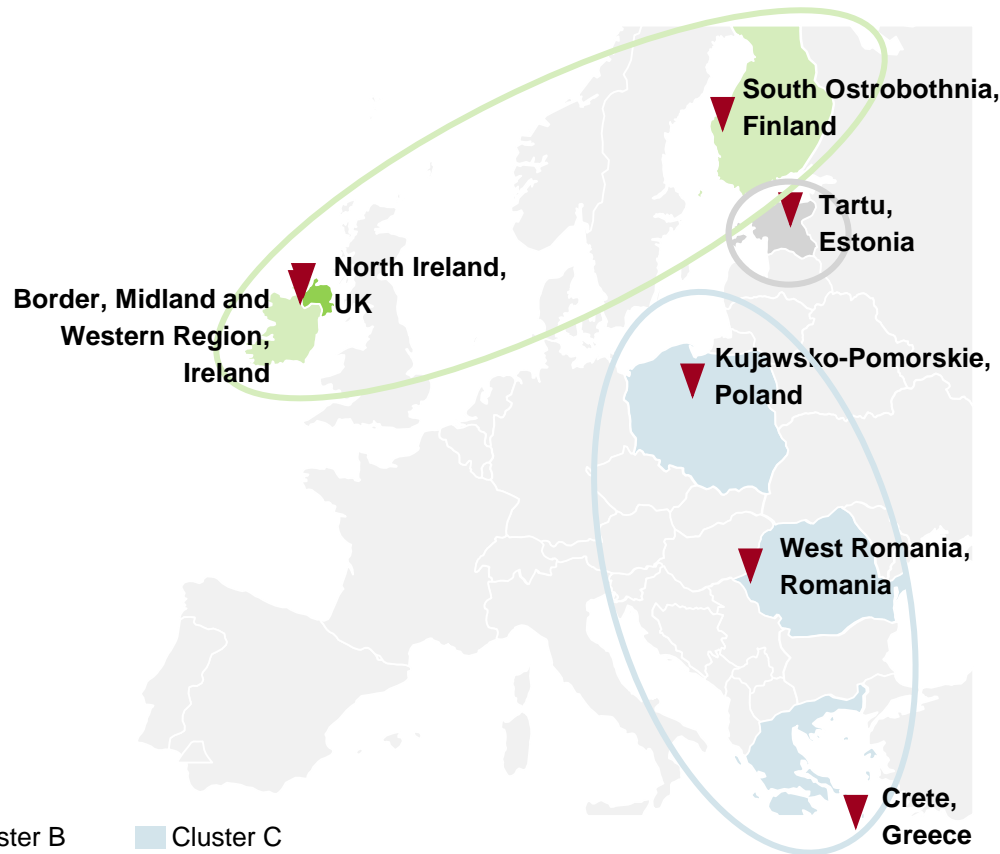 South Ostrobothnia,
Finland
Tartu,
Estonia
North Ireland,
UK
Border, Midland and
Western Region,
Ireland
Kujawsko-Pomorskie,
Poland
West Romania,
Romania
Crete,
Greece
ster B
Cluster C